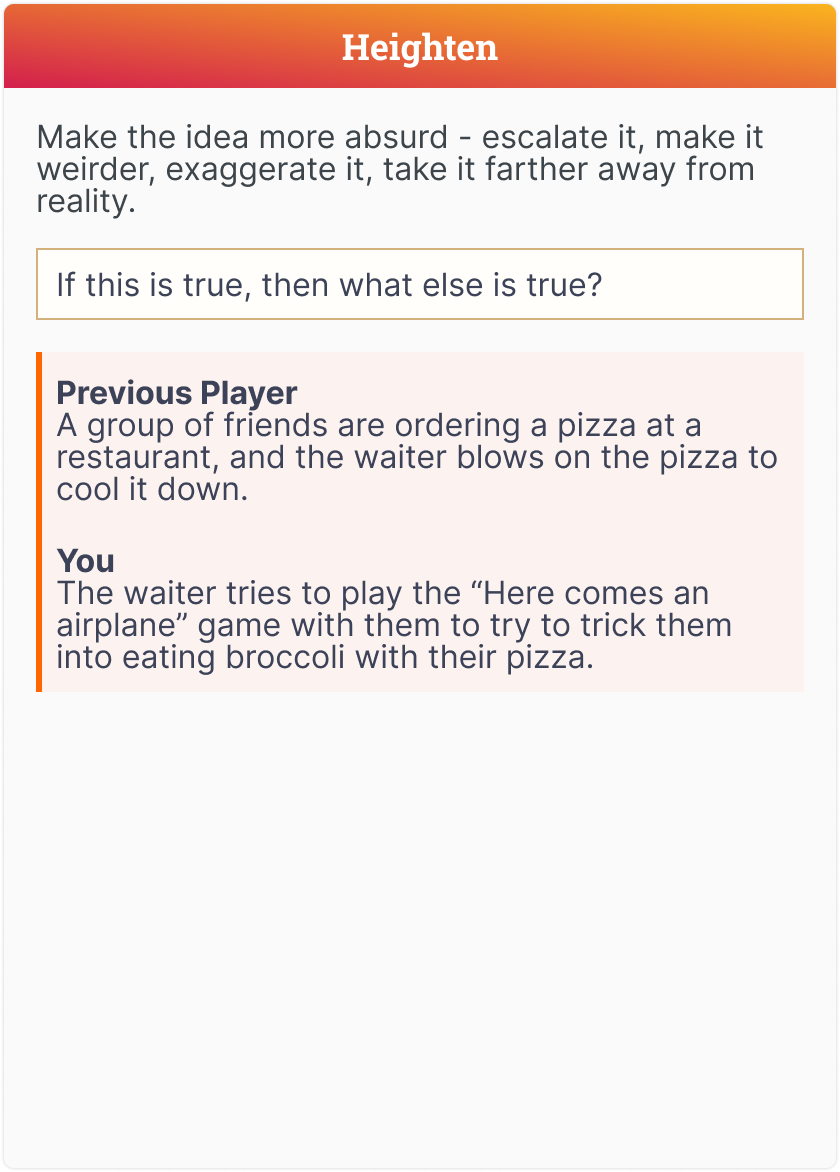 Heighten
Make the idea more absurd - escalate it, make it
weirder, exaggerate it, take it farther away from
reality.
If this is true, then what else is true?
Previous Player
A group of friends are ordering a pizza at a
restaurant, and the waiter blows on the pizza to
cool it down.
You
The waiter tries to play the “Here comes an
airplane” game with them to try to trick them
into eating broccoli with their pizza.